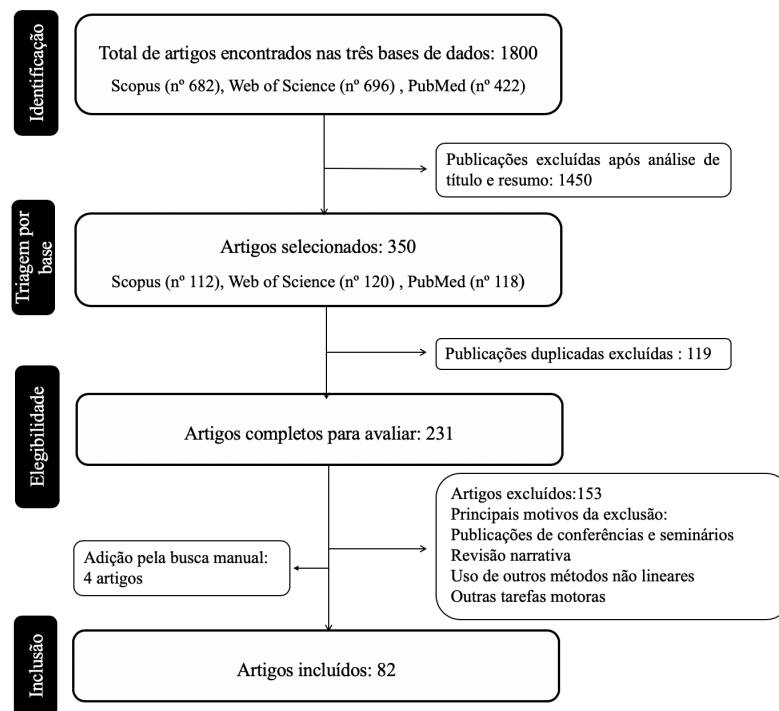 Identificação
Total de artigos encontrados nas três bases de dados: 1800
Scopus (nº 682), Web of Science (nº 696) , PubMed (nº 422)
Publicações excluídas após análise de
título e resumo: 1450
Triagem por
base
Artigos selecionados: 350
Scopus (nº 112), Web of Science (nº 120) , PubMed (nº 118)
Publicações duplicadas excluídas : 119
Elegibilidade
Artigos completos para avaliar: 231
Artigos excluídos:153
Principais motivos da exclusão:
Publicações de conferências e seminários
Revisão narrativa
Uso de outros métodos não lineares
Outras tarefas motoras
Adição pela busca manual:
4 artigos
Inclusão
Artigos incluídos: 82